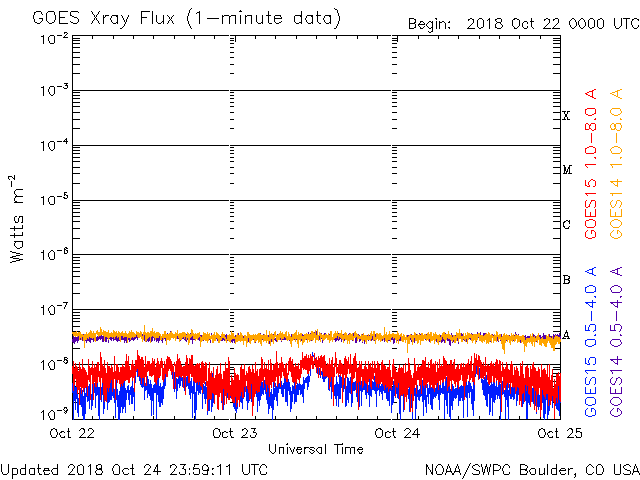 GOES Xray Flux (1-minute data)
Begin: 2018 Oct 22 0000 UTC
10⁻²
10⁻³
10⁻⁴
10⁻⁵
10⁻⁶
10⁻⁷
10⁻⁸
10⁻⁹
Watts m⁻²
X
M
C
B
A
GOES15 1.0-8.0 A
GOES14 1.0-8.0 A
GOES15 0.5-4.0 A
GOES14 0.5-4.0 A
Oct 22 Oct 23 Oct 24 Oct 25
Universal Time
Updated 2018 Oct 24 23:59:11 UTC
NOAA/SWPC Boulder, CO USA